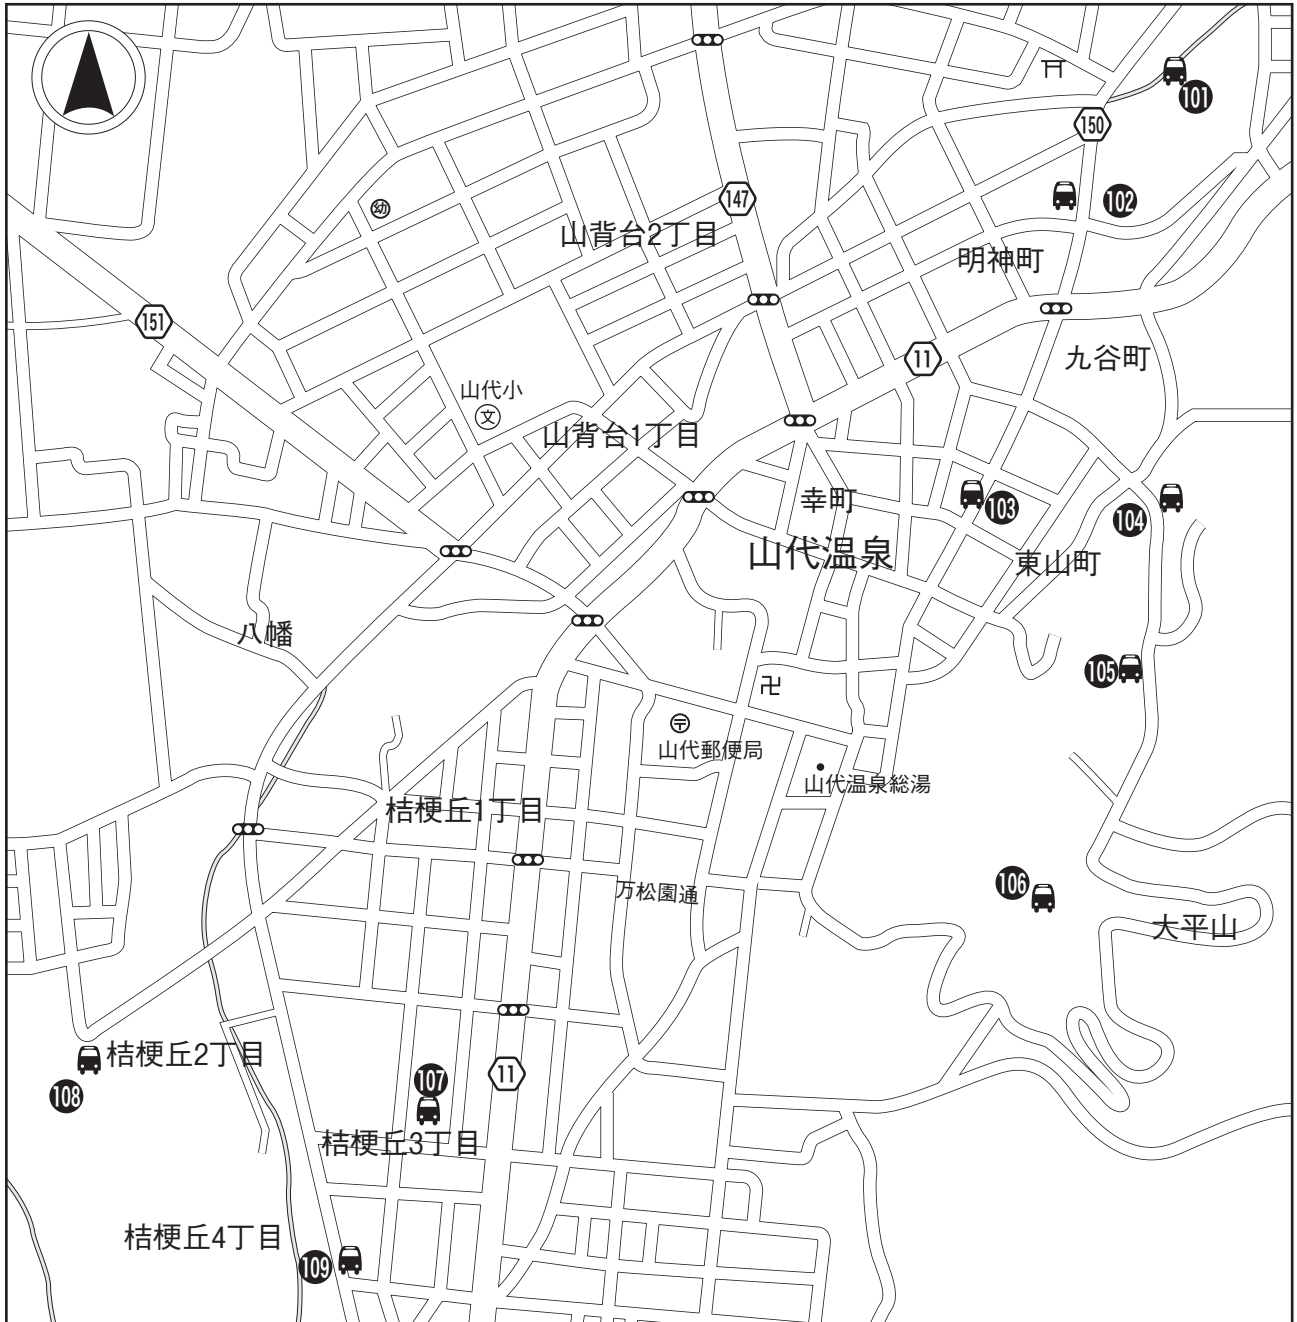 101
150
102
147
幼
山背台2丁目
明神町
151
11
九谷町
山代小
文
山背台1丁目
幸町
103
104
山代温泉
東山町
八幡
105
卍
〒
山代郵便局
山代温泉総湯
桔梗丘1丁目
万松園通
106
大平山
桔梗丘2丁目
108
107
11
桔梗丘3丁目
桔梗丘4丁目
109